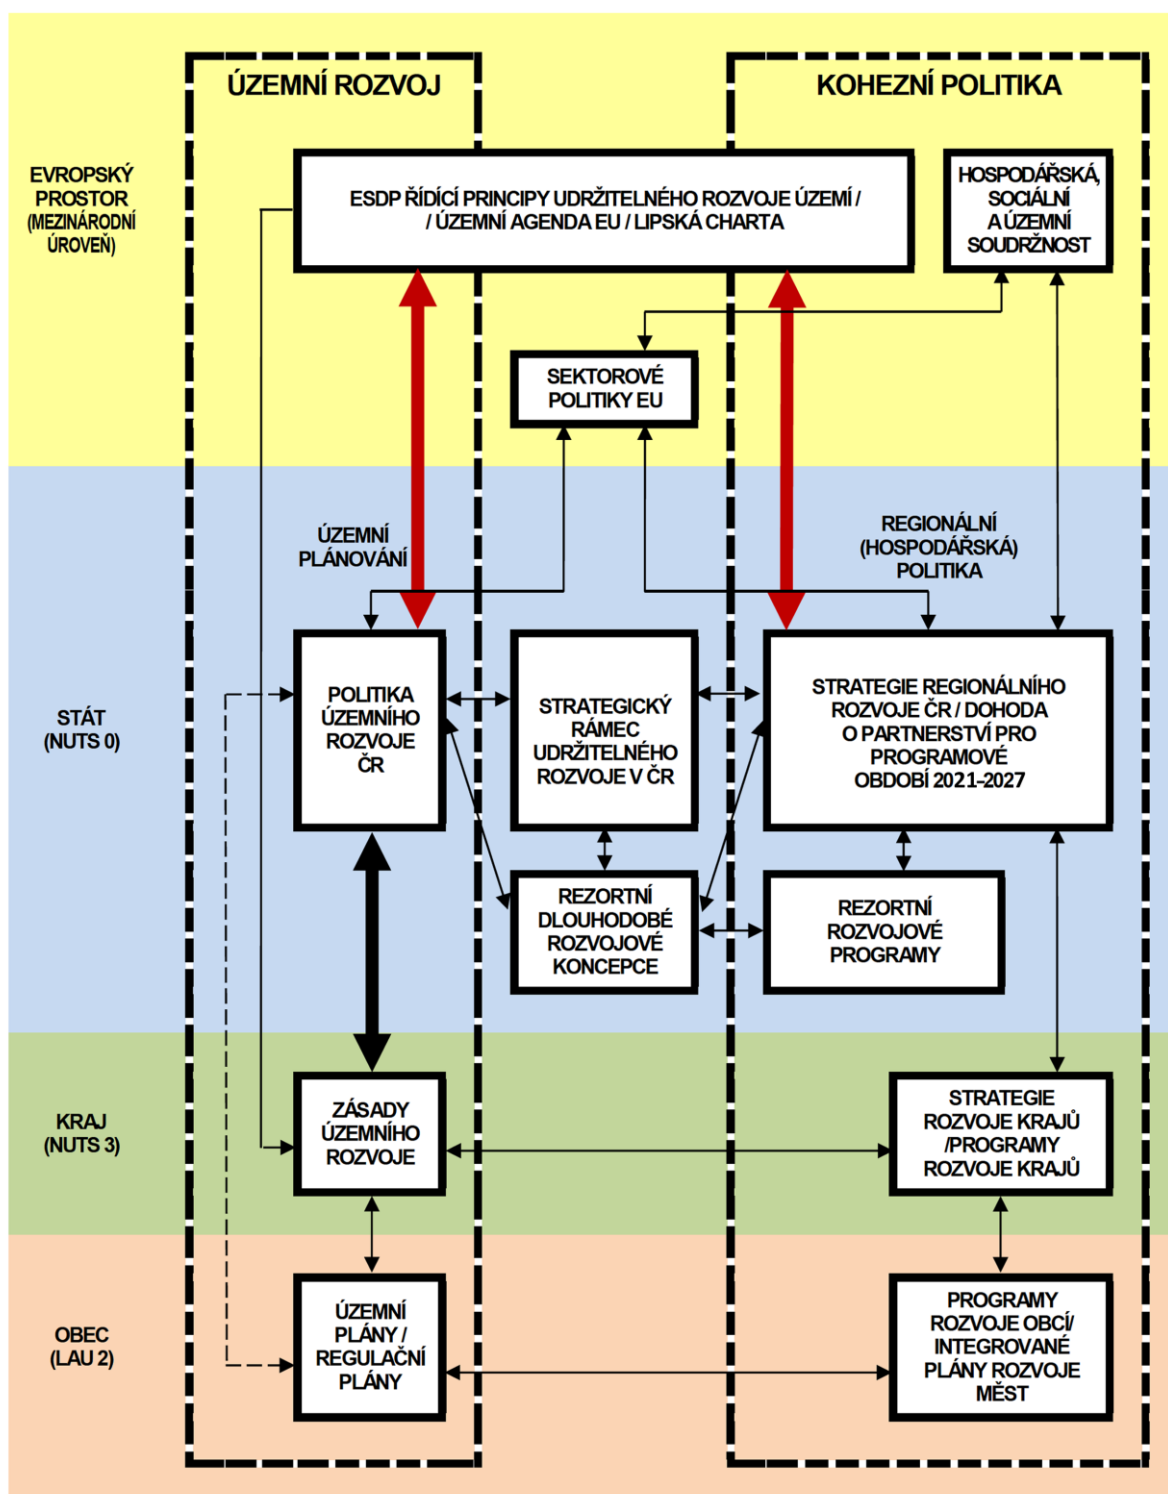 ÚZEMNÍ ROZVOJ
KOHEZNÍ POLITIKA
EVROPSKÝ
PROSTOR
(MEZINÁRODNÍ
ÚROVEŇ)
ESDP ŘÍDÍCÍ PRINCIPY UDRŽITELNÉHO ROZVOJE ÚZEMÍ /
/ ÚZEMNÍ AGENDA EU / LIPSKÁ CHARTA
HOSPODÁŘSKÁ,
SOCIÁLNÍ
A ÚZEMNÍ
SOUDRŽNOST
SEKTOROVÉ
POLITIKY EU
ÚZEMNÍ
PLÁNOVÁNÍ
REGIONÁLNÍ
(HOSPODÁŘSKÁ)
POLITIKA
STÁT
(NUTS 0)
POLITIKA
ÚZEMNÍHO
ROZVOJE
ČR
STRATEGICKÝ
RÁMEC
UDRŽITELNÉHO
ROZVOJE V ČR
STRATEGIE REGIONÁLNÍHO
ROZVOJE ČR / DOHODA
O PARTNERSTVÍ PRO
PROGRAMOVÉ
OBDOBÍ 2021-2027
REZORTNÍ
DLOUHODOBÉ
ROZVOJOVÉ
KONCEPCE
REZORTNÍ
ROZVOJOVÉ
PROGRAMY
KRAJ
(NUTS 3)
ZÁSADY
ÚZEMNÍHO
ROZVOJE
STRATEGIE
ROZVOJE KRAJŮ
/PROGRAMY
ROZVOJE KRAJŮ
OBEC
(LAU 2)
ÚZEMNÍ
PLÁNY /
REGULAČNÍ
PLÁNY
PROGRAMY
ROZVOJE OBCÍ/
INTEGROVANÉ
PLÁNY ROZVOJE
MĚST